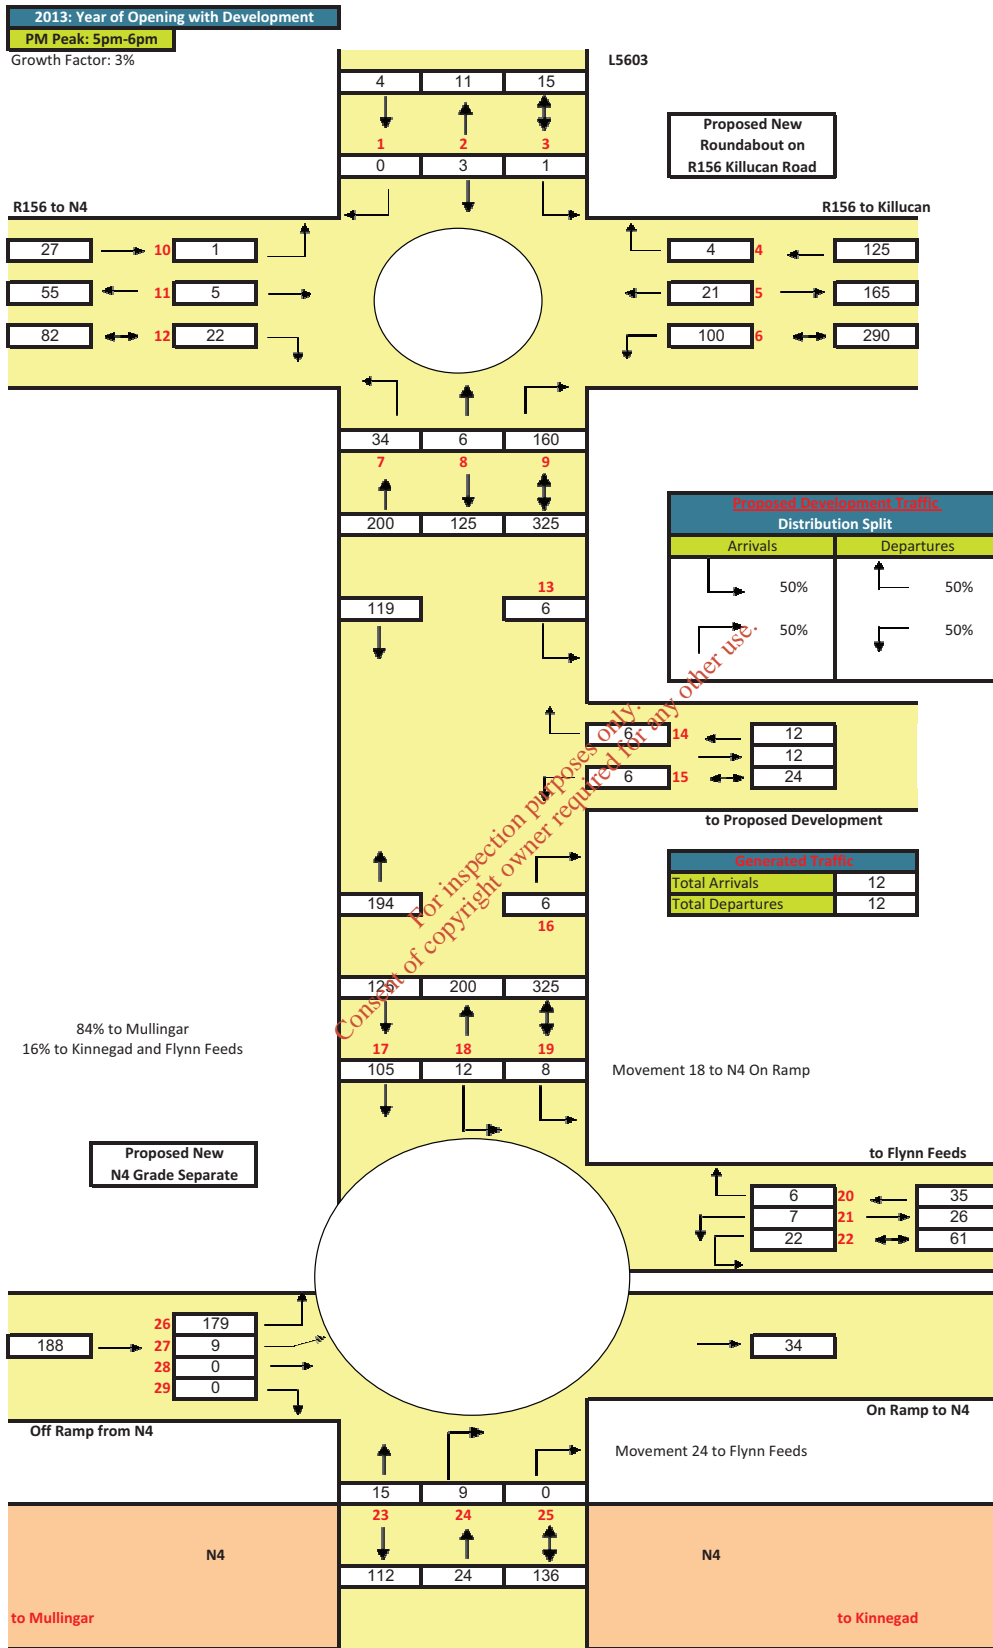 2013: Year of Opening with Development
PM Peak: 5pm-6pm
Growth Factor: 3%
L5603
4 11 15
1 2 3
0 3 1
Proposed New
Roundabout on
R156 Killucan Road
R156 to N4
R156 to Killucan
27 10 1
4 4 125
55 11 5
21 5 165
82 12 22
100 6 290
34 6 160
7 8 9
200 125 325
Proposed Development Traffic
Distribution Split
Arrivals Departures
50% 50%
50% 50%
13
119 6
6 14 12
12
6 15 24
to Proposed Development
Generated Traffic
Total Arrivals 12
Total Departures 12
194 6
16
For inspection purposes only.
Consent of copyright owner required for any other use.
125 200 325
17 18 19
105 12 8
84% to Mullingar
16% to Kinnegad and Flynn Feeds
Movement 18 to N4 On Ramp
Proposed New
N4 Grade Separate
to Flynn Feeds
6 20 35
7 21 26
22 22 61
26 179
188 27 9
28 0
29 0
34
Off Ramp from N4
On Ramp to N4
Movement 24 to Flynn Feeds
15 9 0
23 24 25
N4 N4
112 24 136
to Mullingar
to Kinnegad